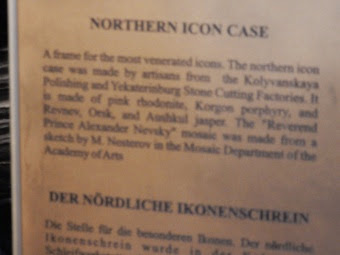 NORTHERN ICON CASE
A frame for the most venerated icons. The northern icon
case was made by artisans from the Kolyvanskaya
Polishing and Yekaterinburg Stone Cutting Factories. It
is made of pink rhodonite, Korgon porphyry, and
Revnev, Orsk, and Aushkul jasper. The "Reverend
Prince Alexander Nevsky" mosaic was made from a
sketch by M. Nesterov in the Mosaic Department of the
Academy of Arts
DER NÖRDLICHE IKONENSCHREIN
Die Stelle für die besonderen Ikonen. Der nördliche
Ikonenschrein wurde in der